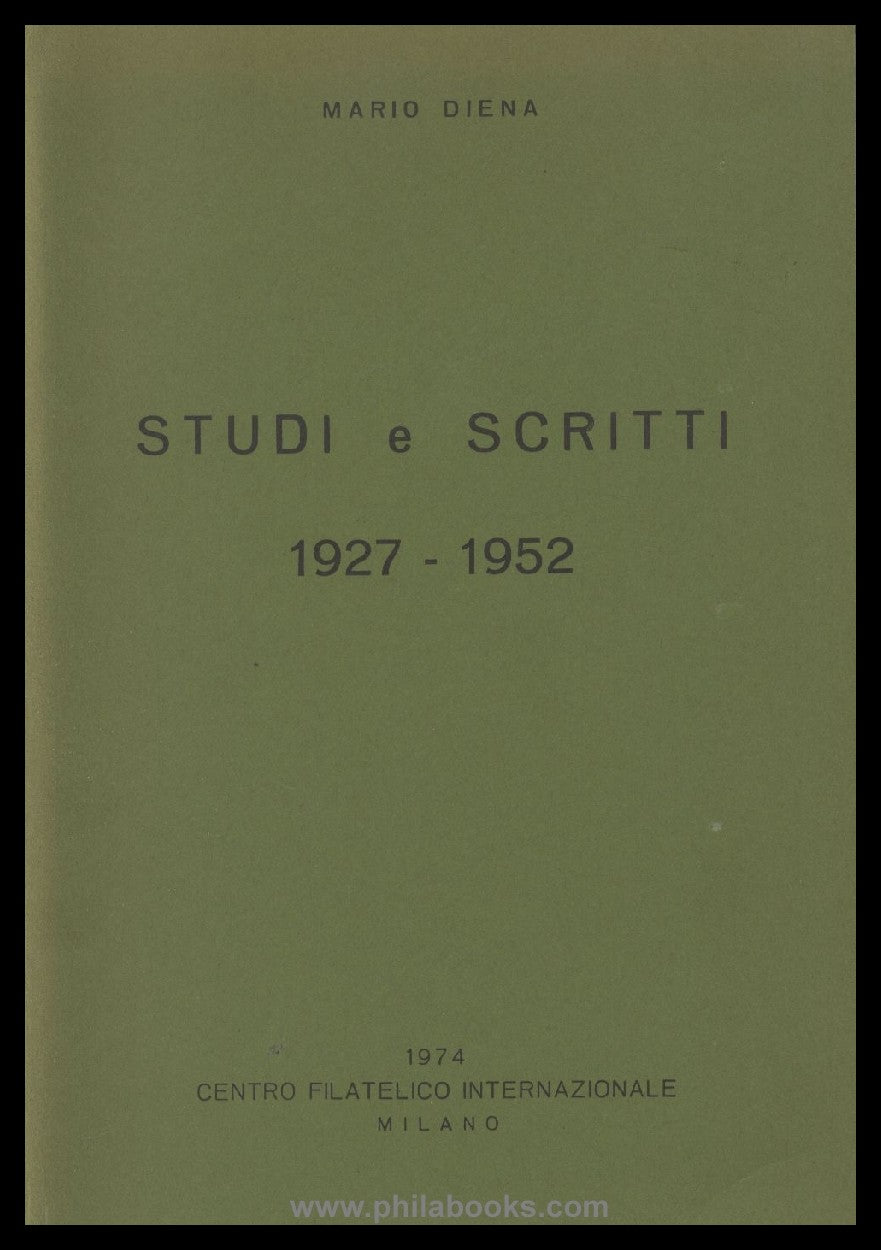 MARIO DIENA
STUDI e SCRITTI
1927 - 1952
1974
CENTRO FILATELICO INTERNAZIONALE
MILANO
www.philabooks.com